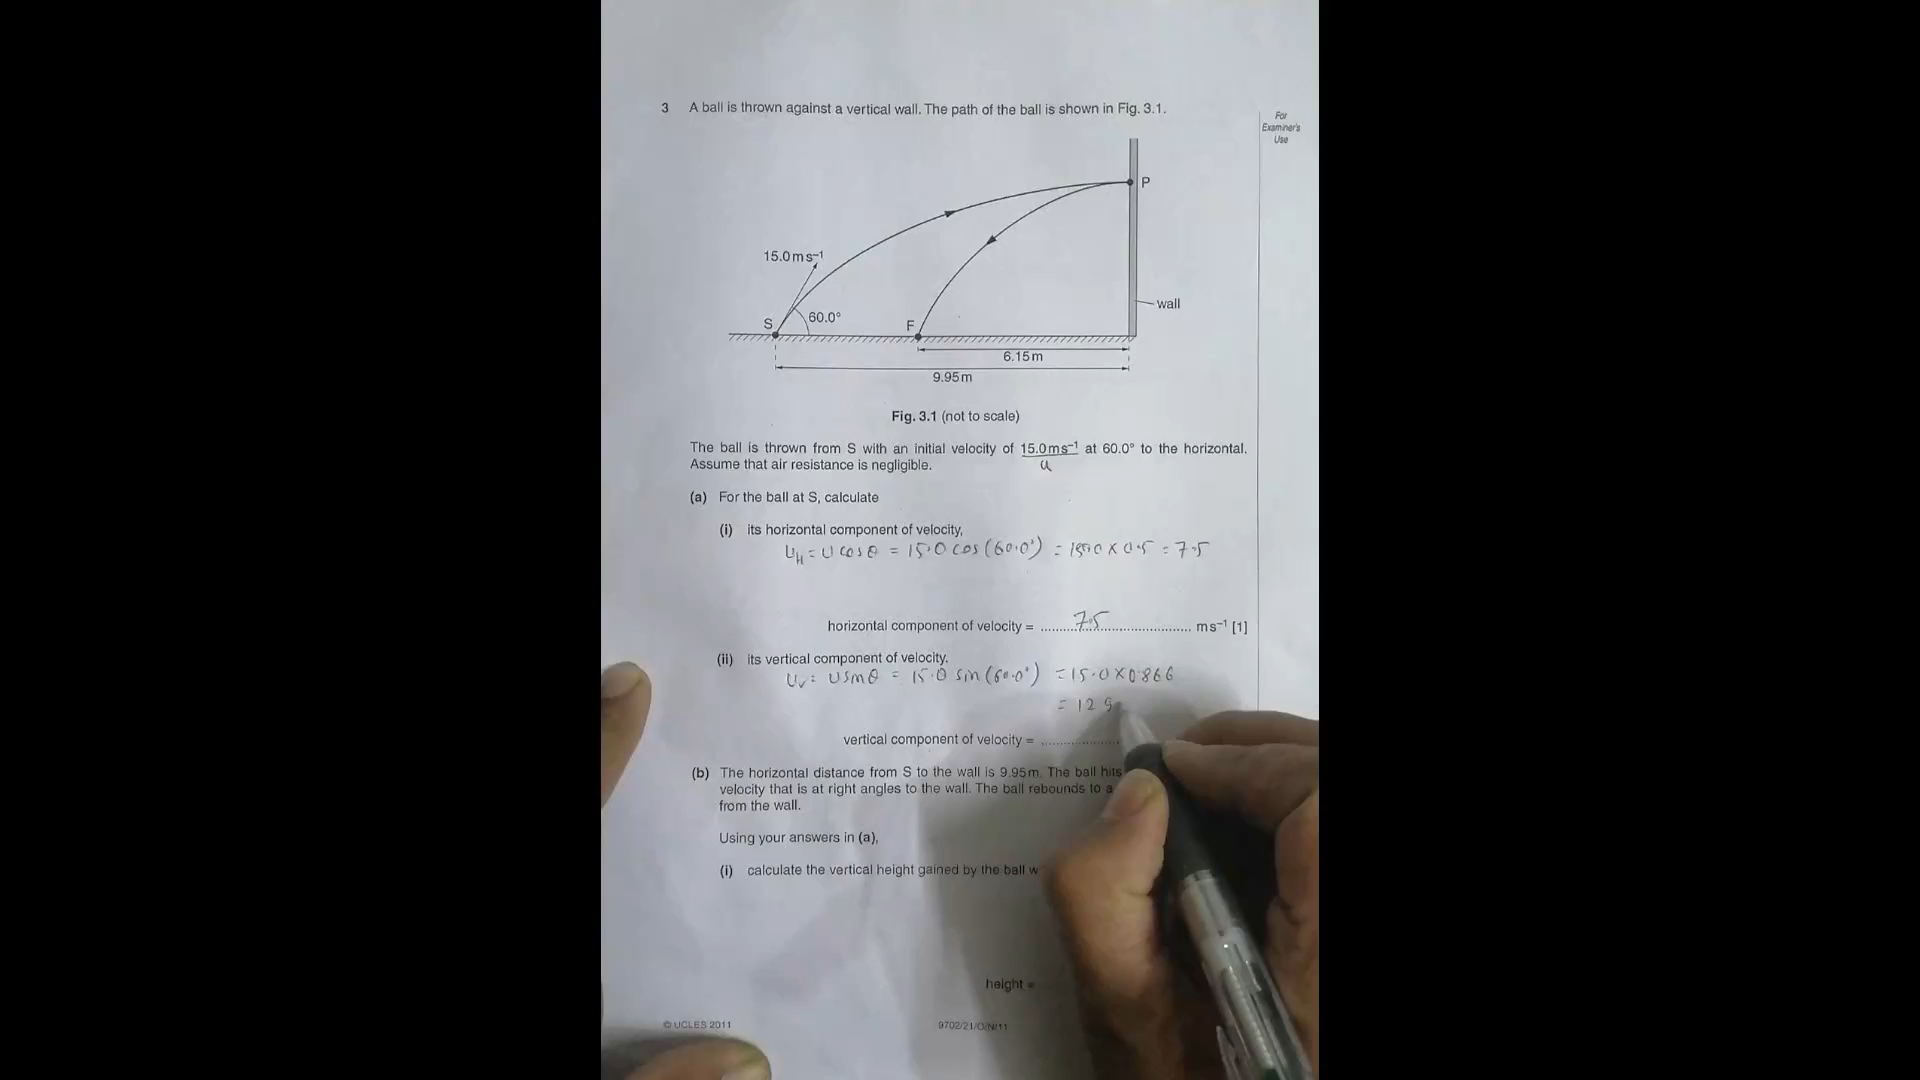 3 A ball is thrown against a vertical wall. The path of the ball is shown in Fig. 3.1.
For
Examiner's
Use
P
15.0 m s⁻¹
wall
S
60.0°
F
6.15 m
9.95 m
Fig. 3.1 (not to scale)
The ball is thrown from S with an initial velocity of 15.0 m s⁻¹ at 60.0° to the horizontal.
u
Assume that air resistance is negligible.
(a) For the ball at S, calculate
(i) its horizontal component of velocity,
U_H = U cos θ = 15.0 cos(60.0°) = 15.0 × 0.5 = 7.5
horizontal component of velocity = 7.5 m s⁻¹ [1]
(ii) its vertical component of velocity.
U_v = U sin θ = 15.0 sin(60.0°) = 15.0 × 0.866
= 12 9
vertical component of velocity =
(b) The horizontal distance from S to the wall is 9.95 m. The ball hits
velocity that is at right angles to the wall. The ball rebounds to a
from the wall.
Using your answers in (a),
(i) calculate the vertical height gained by the ball w
height =
© UCLES 2011
9702/21/O/N/11